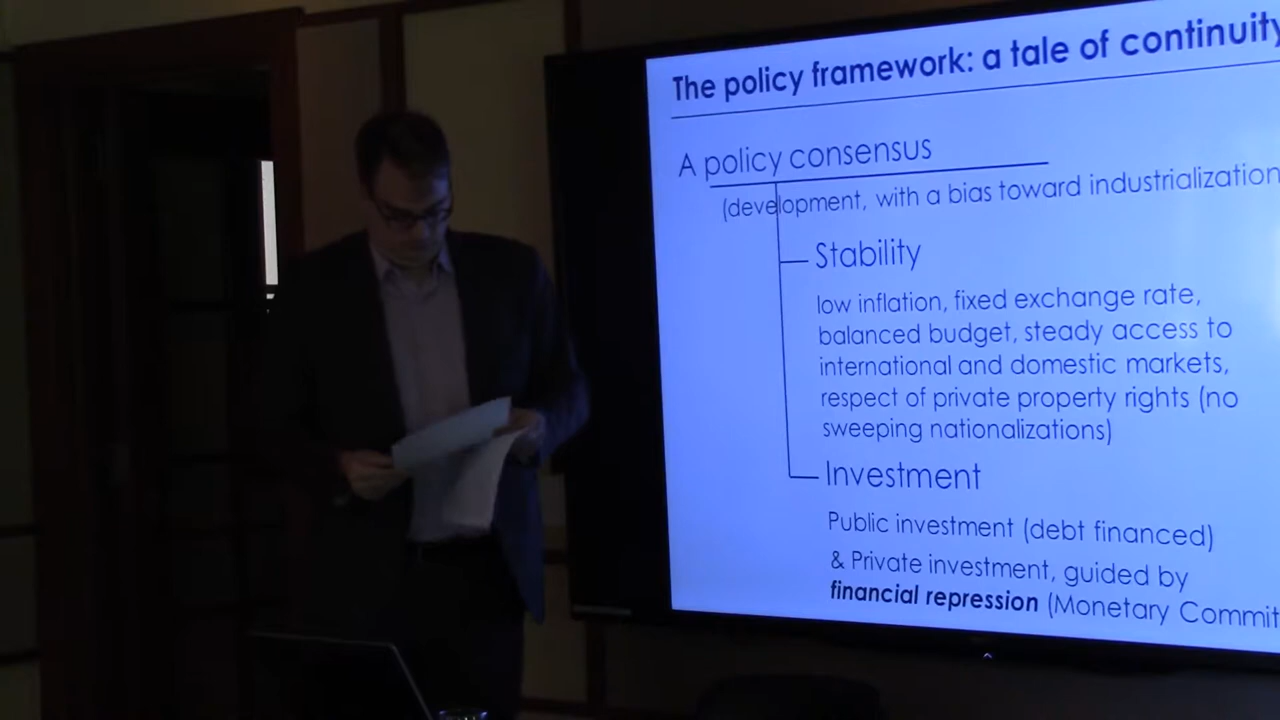 The policy framework: a tale of continuity
A policy consensus
(development, with a bias toward industrialization
Stability
low inflation, fixed exchange rate,
balanced budget, steady access to
international and domestic markets,
respect of private property rights (no
sweeping nationalizations)
Investment
Public investment (debt financed)
& Private investment, guided by
financial repression (Monetary Commit